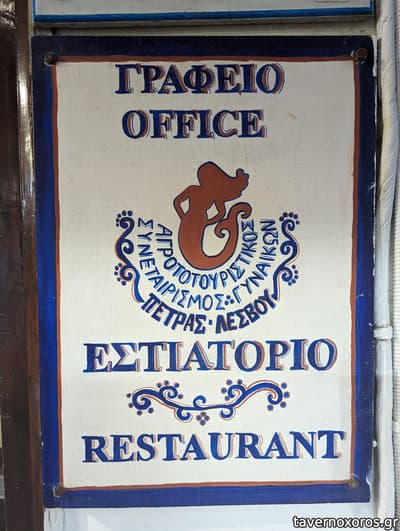 ΓΡΑΦΕΙΟ
OFFICE
ΑΓΡΟΤΟΤΟΥΡΙΣΤΙΚΟΣ
ΣΥΝΕΤΑΙΡΙΣΜΟΣ·ΓΥΝΑΙΚΩΝ
ΠΕΤΡΑΣ·ΛΕΣΒΟΥ
ΕΣΤΙΑΤΟΡΙΟ
RESTAURANT
tavernoxoros.gr